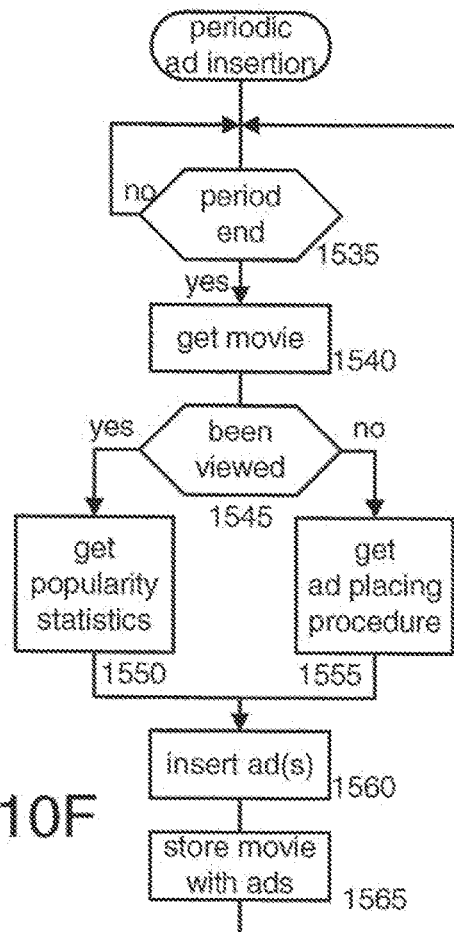 periodic
ad insertion
no
period
end
1535
yes
get movie
1540
yes
been
viewed
no
1545
get
popularity
statistics
get
ad placing
procedure
1550
1555
insert ad(s)
1560
10F
store movie
with ads
1565